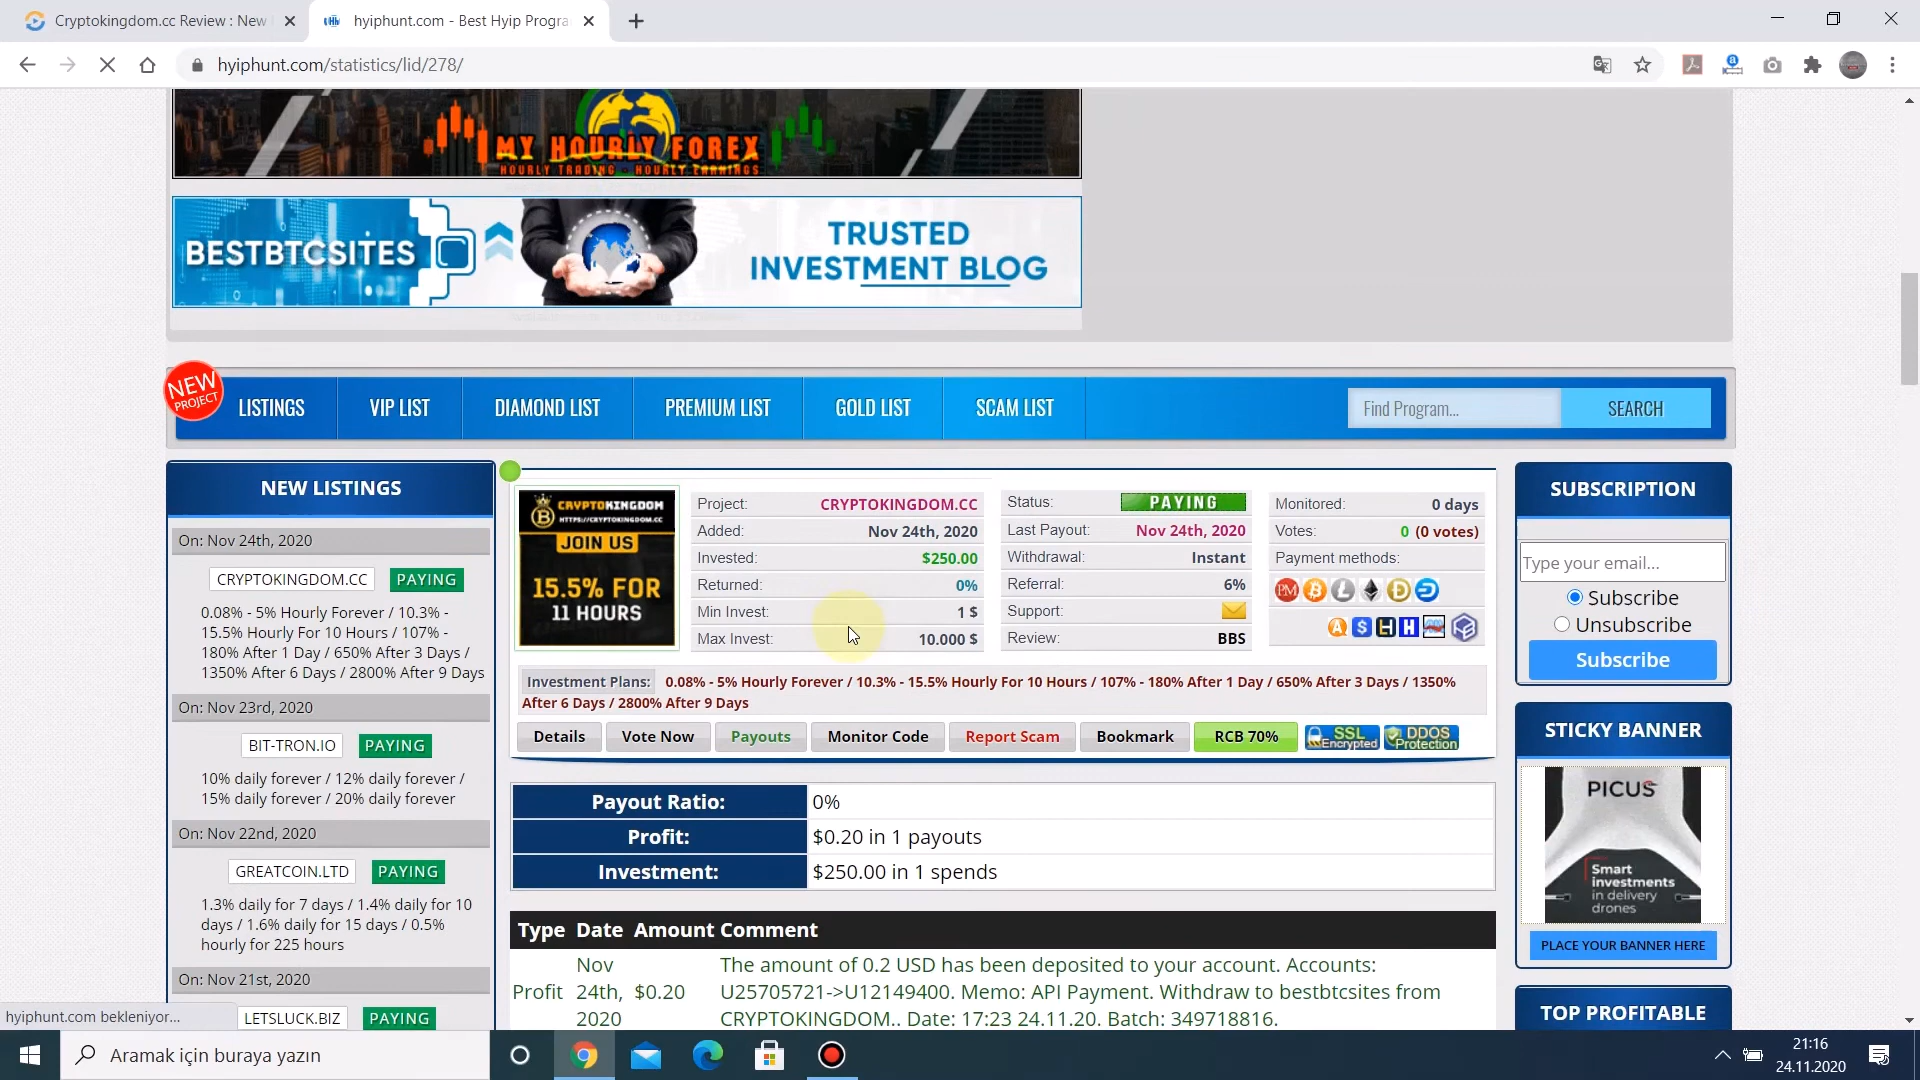 Cryptokingdom.cc Review : New
hyiphunt.com - Best Hyip Progra
hyiphunt.com/statistics/lid/278/
MY HOURLY FOREX
HOURLY TRADING - HOURLY EARNINGS
BESTBTCSITES
TRUSTED
INVESTMENT BLOG
NEW
PROJECT
LISTINGS
VIP LIST
DIAMOND LIST
PREMIUM LIST
GOLD LIST
SCAM LIST
Find Program...
SEARCH
NEW LISTINGS
On: Nov 24th, 2020
CRYPTOKINGDOM.CC PAYING
0.08% - 5% Hourly Forever / 10.3% -
15.5% Hourly For 10 Hours / 107% -
180% After 1 Day / 650% After 3 Days /
1350% After 6 Days / 2800% After 9 Days
On: Nov 23rd, 2020
BIT-TRON.IO PAYING
10% daily forever / 12% daily forever /
15% daily forever / 20% daily forever
On: Nov 22nd, 2020
GREATCOIN.LTD PAYING
1.3% daily for 7 days / 1.4% daily for 10
days / 1.6% daily for 15 days / 0.5%
hourly for 225 hours
On: Nov 21st, 2020
LETSLUCK.BIZ PAYING
CRYPTOKINGDOM
HTTPS://CRYPTOKINGDOM.CC
JOIN US
15.5% FOR
11 HOURS
Project: CRYPTOKINGDOM.CC
Added: Nov 24th, 2020
Invested: $250.00
Returned: 0%
Min Invest: 1 $
Max Invest: 10.000 $
Status: PAYING
Last Payout: Nov 24th, 2020
Withdrawal: Instant
Referral: 6%
Support:
Review: BBS
Monitored: 0 days
Votes: 0 (0 votes)
Payment methods:
Investment Plans: 0.08% - 5% Hourly Forever / 10.3% - 15.5% Hourly For 10 Hours / 107% - 180% After 1 Day / 650% After 3 Days / 1350%
After 6 Days / 2800% After 9 Days
Details
Vote Now
Payouts
Monitor Code
Report Scam
Bookmark
RCB 70%
SSL
Encrypted
DDOS
Protection
Payout Ratio: 0%
Profit: $0.20 in 1 payouts
Investment: $250.00 in 1 spends
Type Date Amount Comment
Profit
Nov
24th,
2020
$0.20
The amount of 0.2 USD has been deposited to your account. Accounts:
U25705721->U12149400. Memo: API Payment. Withdraw to bestbtcsites from
CRYPTOKINGDOM.. Date: 17:23 24.11.20. Batch: 349718816.
SUBSCRIPTION
Type your email...
Subscribe
Unsubscribe
Subscribe
STICKY BANNER
PICUS
Smart
investments
in delivery
drones
PLACE YOUR BANNER HERE
TOP PROFITABLE
hyiphunt.com bekleniyor...
Aramak için buraya yazın
21:16
24.11.2020